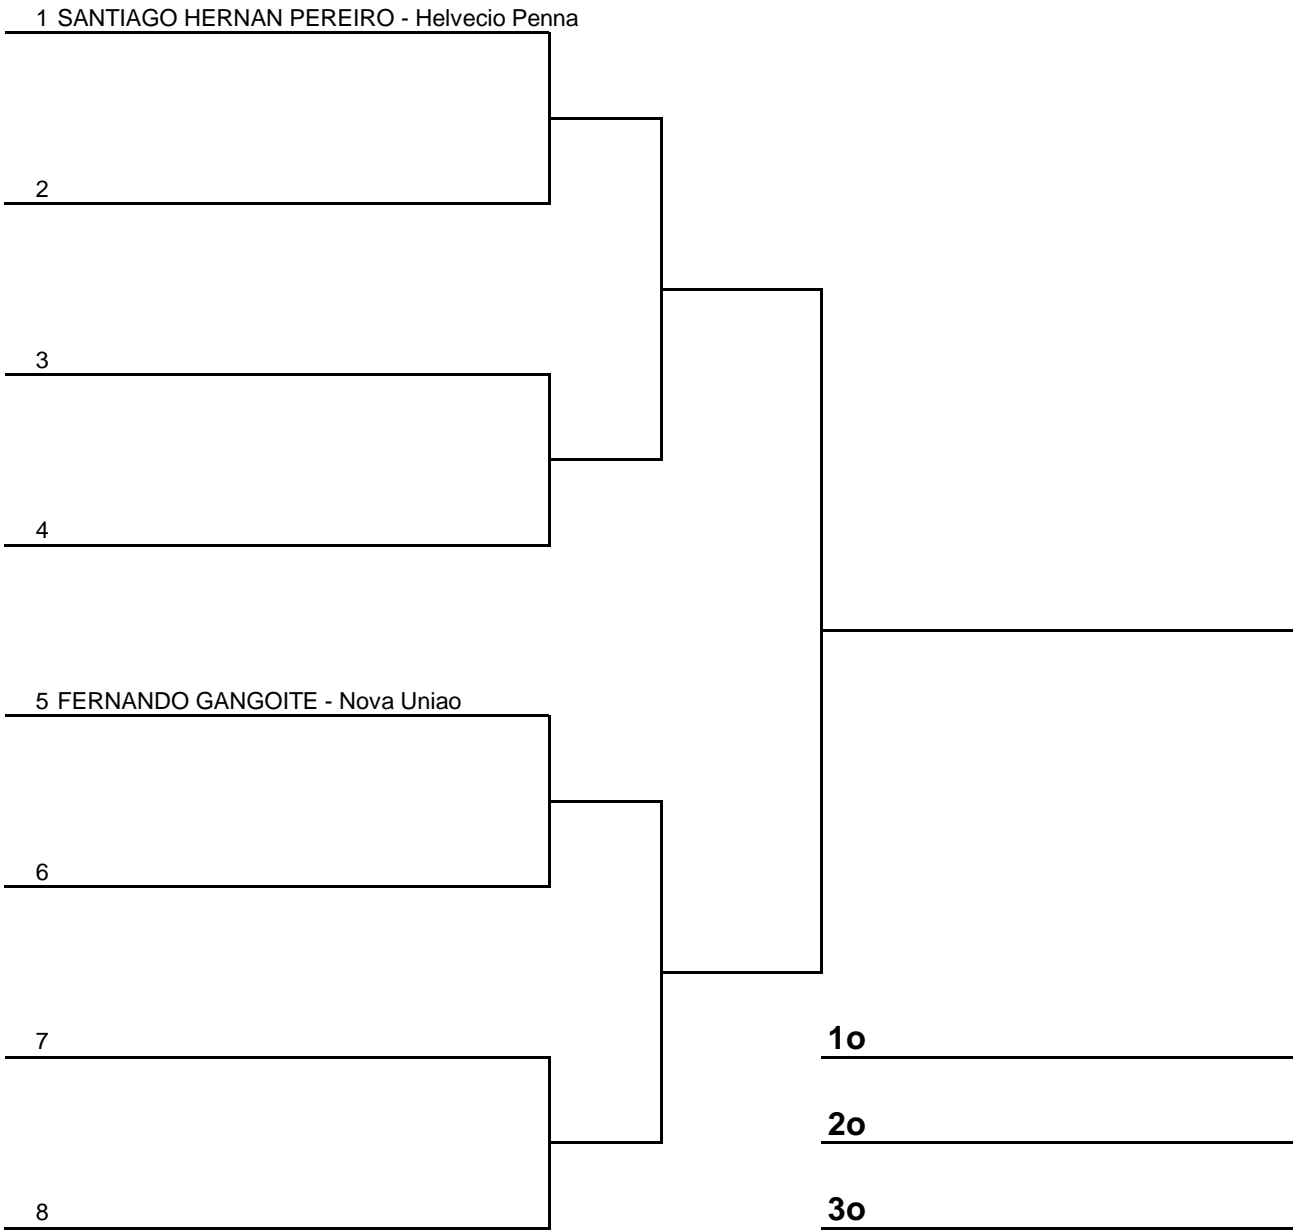 1 SANTIAGO HERNAN PEREIRO - Helvecio Penna
2
3
4
5 FERNANDO GANGOITE - Nova Uniao
6
7
8
1o
2o
3o